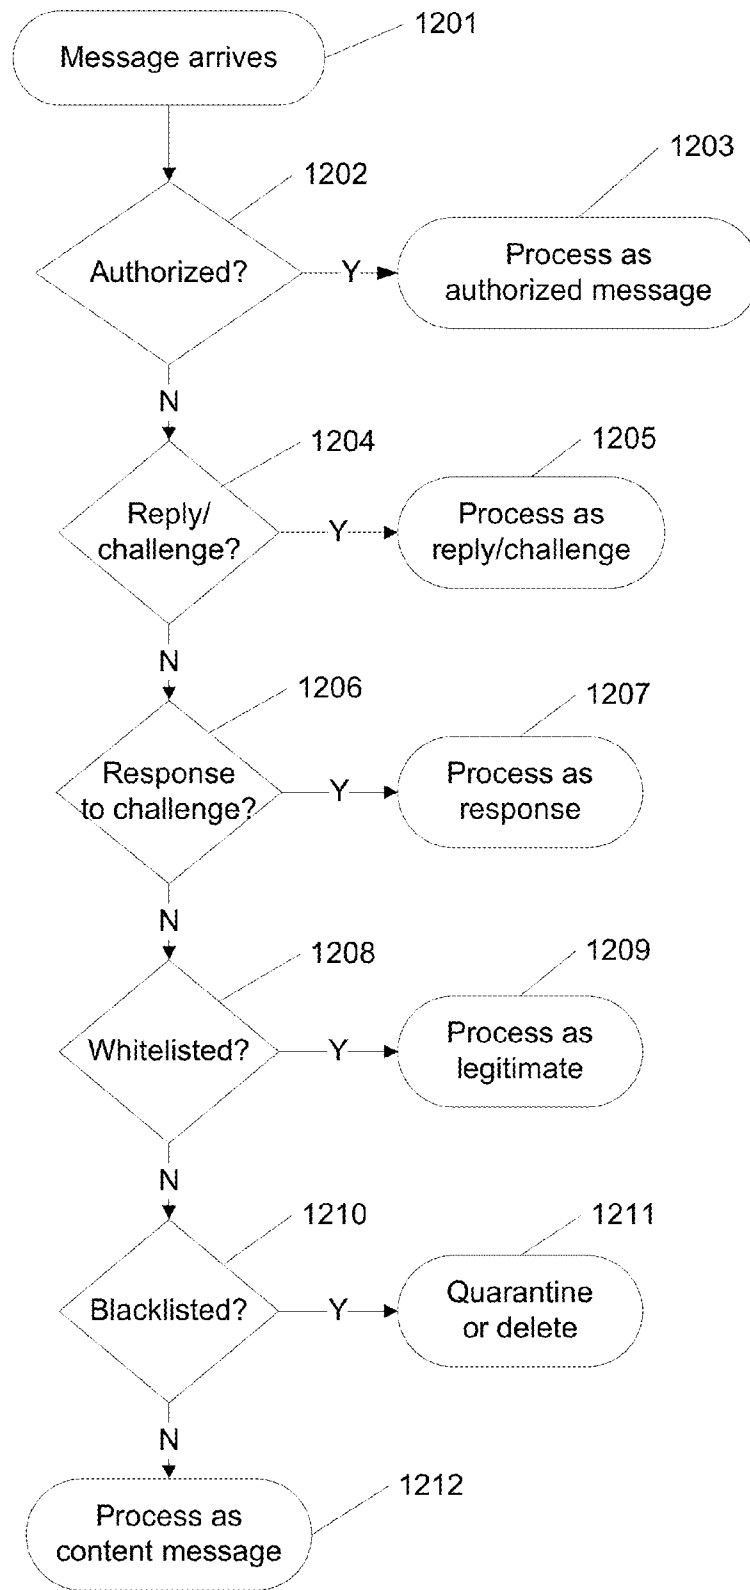 Message arrives
1201
1202
Authorized?
Y
1203
Process as
authorized message
N
1204
Reply/
challenge?
Y
1205
Process as
reply/challenge
N
1206
Response
to challenge?
Y
1207
Process as
response
N
1208
Whitelisted?
Y
1209
Process as
legitimate
N
1210
Blacklisted?
Y
1211
Quarantine
or delete
N
1212
Process as
content message